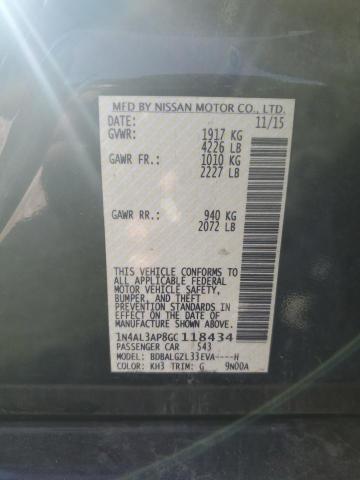 MFD BY NISSAN MOTOR CO., LTD.
DATE: 11/15
GVWR: 1917 KG
4226 LB
GAWR FR.: 1010 KG
2227 LB
GAWR RR.: 940 KG
2072 LB
THIS VEHICLE CONFORMS TO
ALL APPLICABLE FEDERAL
MOTOR VEHICLE SAFETY,
BUMPER, AND THEFT
PREVENTION STANDARDS IN
EFFECT ON THE DATE OF
MANUFACTURE SHOWN ABOVE.
1N4AL3AP8GC 118434
PASSENGER CAR 543
MODEL: BDBALGZL33EVA----H
COLOR: KH3 TRIM: G 9N00A